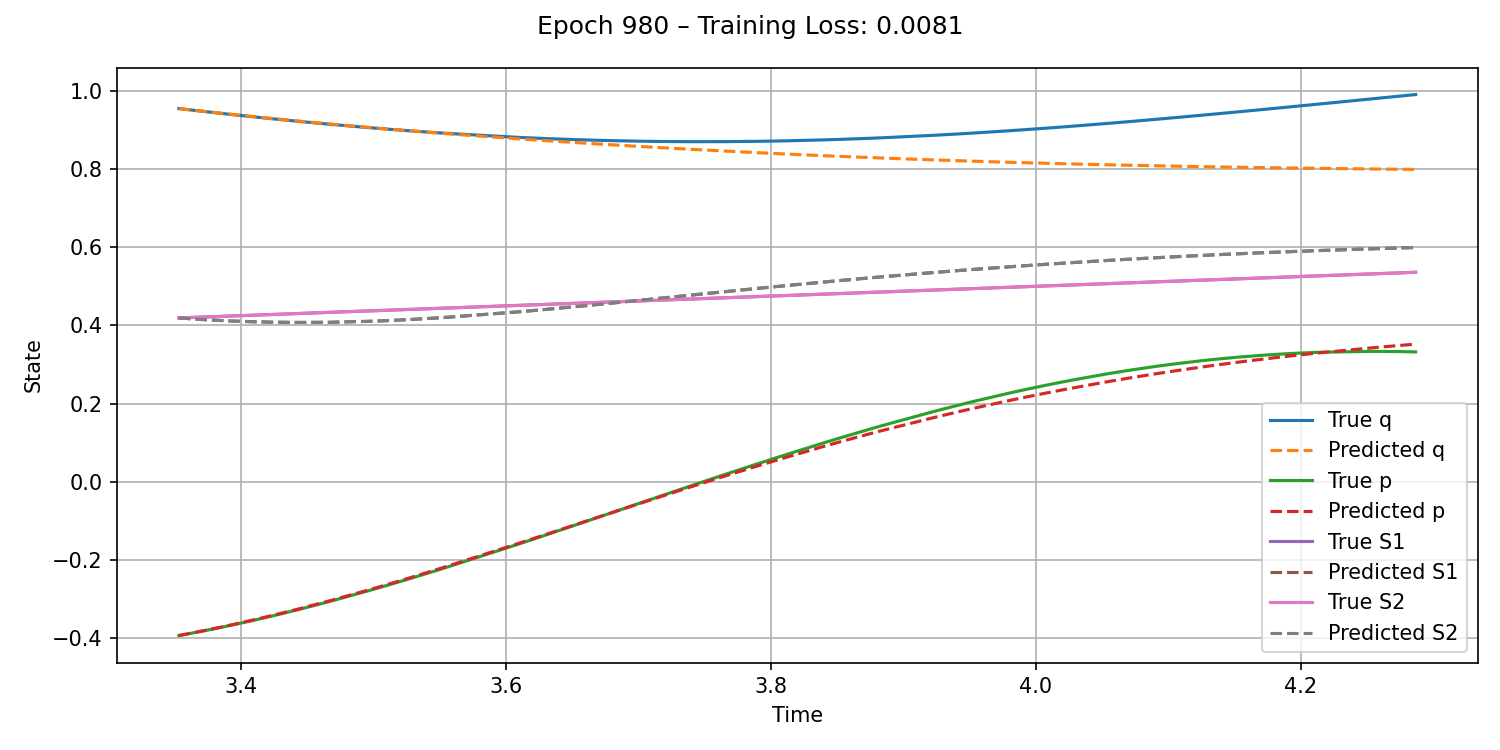 Epoch 980 – Training Loss: 0.0081
1.0
0.8
0.6
0.4
0.2
0.0
−0.2
−0.4
State
3.4 3.6 3.8 4.0 4.2
Time
True q
Predicted q
True p
Predicted p
True S1
Predicted S1
True S2
Predicted S2